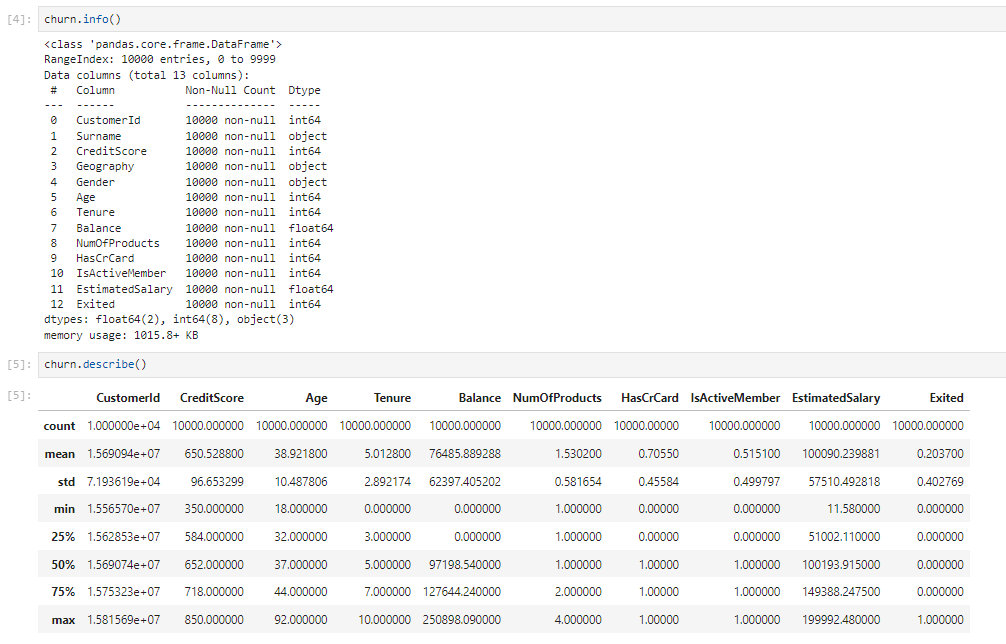 [4]: churn.info()
<class 'pandas.core.frame.DataFrame'>
RangeIndex: 10000 entries, 0 to 9999
Data columns (total 13 columns):
 #   Column           Non-Null Count  Dtype
---  ------           --------------  -----
 0   CustomerId       10000 non-null  int64
 1   Surname          10000 non-null  object
 2   CreditScore      10000 non-null  int64
 3   Geography        10000 non-null  object
 4   Gender           10000 non-null  object
 5   Age              10000 non-null  int64
 6   Tenure           10000 non-null  int64
 7   Balance          10000 non-null  float64
 8   NumOfProducts    10000 non-null  int64
 9   HasCrCard        10000 non-null  int64
 10  IsActiveMember   10000 non-null  int64
 11  EstimatedSalary  10000 non-null  float64
 12  Exited           10000 non-null  int64
dtypes: float64(2), int64(8), object(3)
memory usage: 1015.8+ KB
[5]: churn.describe()
[5]:
CustomerId CreditScore Age Tenure Balance NumOfProducts HasCrCard IsActiveMember EstimatedSalary Exited
count 1.000000e+04 10000.000000 10000.000000 10000.000000 10000.000000 10000.000000 10000.00000 10000.000000 10000.000000 10000.000000
mean 1.569094e+07 650.528800 38.921800 5.012800 76485.889288 1.530200 0.70550 0.515100 100090.239881 0.203700
std 7.193619e+04 96.653299 10.487806 2.892174 62397.405202 0.581654 0.45584 0.499797 57510.492818 0.402769
min 1.556570e+07 350.000000 18.000000 0.000000 0.000000 1.000000 0.00000 0.000000 11.580000 0.000000
25% 1.562853e+07 584.000000 32.000000 3.000000 0.000000 1.000000 0.00000 0.000000 51002.110000 0.000000
50% 1.569074e+07 652.000000 37.000000 5.000000 97198.540000 1.000000 1.00000 1.000000 100193.915000 0.000000
75% 1.575323e+07 718.000000 44.000000 7.000000 127644.240000 2.000000 1.00000 1.000000 149388.247500 0.000000
max 1.581569e+07 850.000000 92.000000 10.000000 250898.090000 4.000000 1.00000 1.000000 199992.480000 1.000000